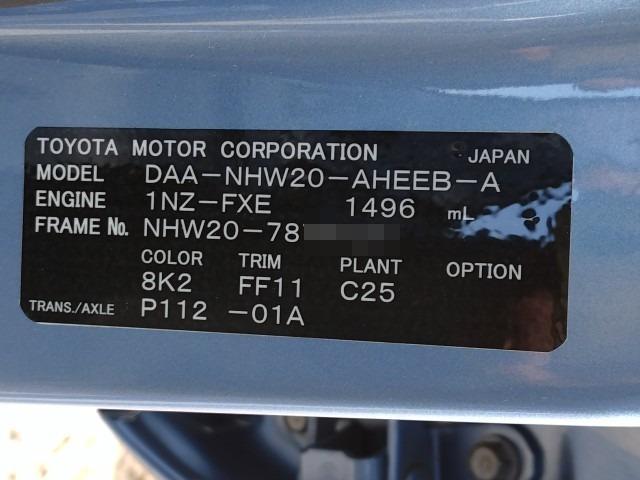 TOYOTA MOTOR CORPORATION JAPAN
MODEL DAA-NHW20-AHEEB-A
ENGINE 1NZ-FXE 1496 mL
FRAME No. NHW20-78
COLOR TRIM PLANT OPTION
8K2 FF11 C25
TRANS./AXLE P112 -01A